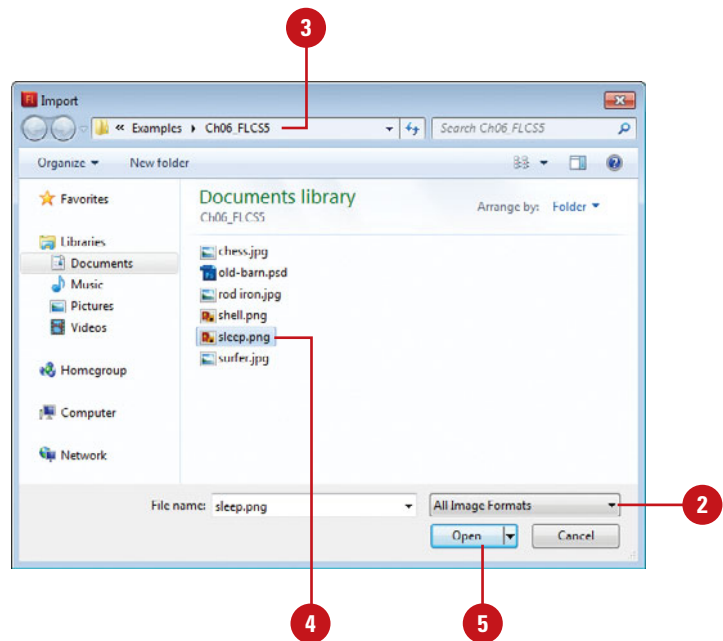 3
Fl Import
« Examples ▸ Ch06_FLCS5
Search Ch06_FLCS5
Organize
New folder
Favorites
Documents library
Ch06_FLCS5
Arrange by: Folder
Libraries
Documents
Music
Pictures
Videos
Homegroup
Computer
Network
chess.jpg
old-barn.psd
rod iron.jpg
shell.png
sleep.png
surfer.jpg
File name: sleep.png
All Image Formats
2
Open
Cancel
4
5